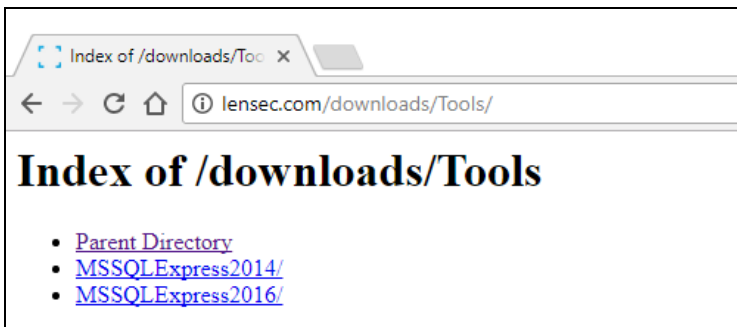 Index of /downloads/Too
lensec.com/downloads/Tools/
Index of /downloads/Tools
Parent Directory
MSSQLExpress2014/
MSSQLExpress2016/